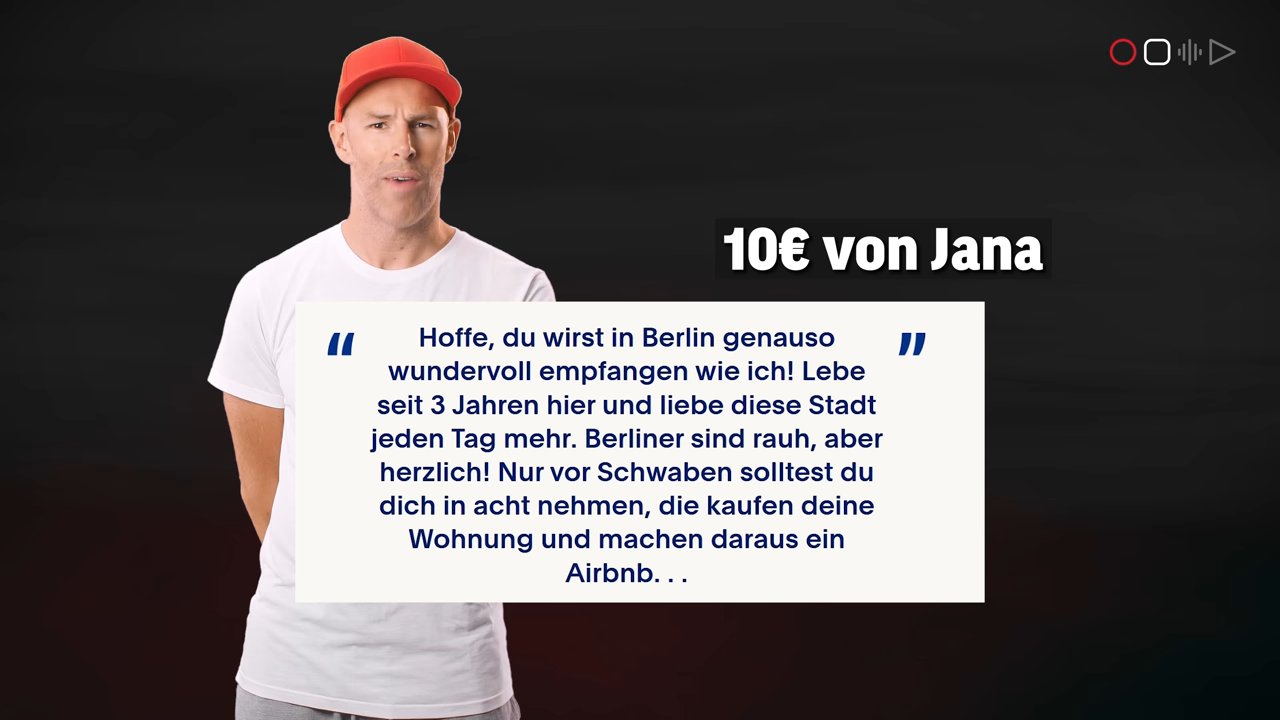 10€ von Jana
“ Hoffe, du wirst in Berlin genauso ”
wundervoll empfangen wie ich! Lebe
seit 3 Jahren hier und liebe diese Stadt
jeden Tag mehr. Berliner sind rauh, aber
herzlich! Nur vor Schwaben solltest du
dich in acht nehmen, die kaufen deine
Wohnung und machen daraus ein
Airbnb. . .